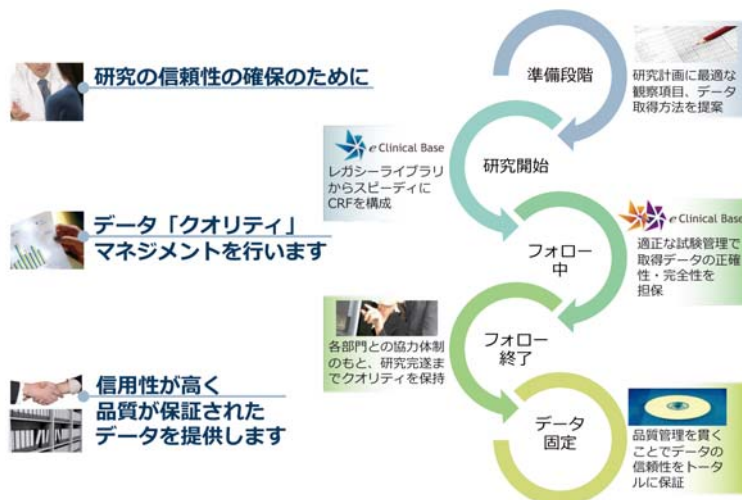 研究の信頼性の確保のために
データ「クオリティ」
マネジメントを行います
信用性が高く
品質が保証された
データを提供します
準備段階
研究計画に最適な
観察項目、データ
取得方法を提案
研究開始
e Clinical Base
レガシーライブラリ
からスピーディに
CRFを構成
フォロー
中
e Clinical Base
適正な試験管理で
取得データの正確
性・完全性を
担保
フォロー
終了
各部門との協力体制
のもと、研究完遂ま
でクオリティを保持
データ
固定
品質管理を貫く
ことでデータの
信頼性をトータ
ルに保証